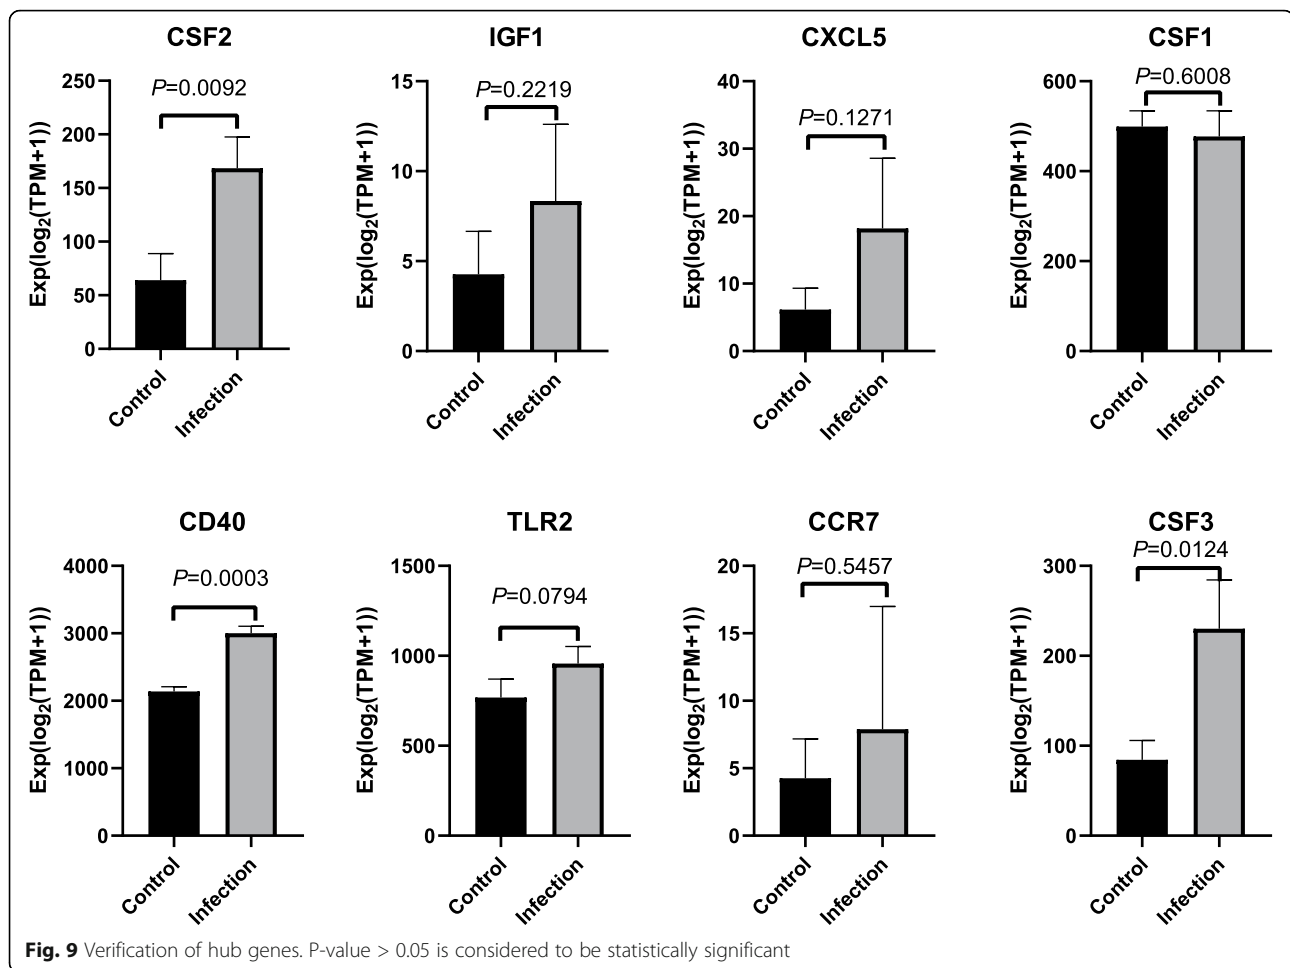 CSF2
IGF1
CXCL5
CSF1
250
200
150
100
50
0
Exp(log2(TPM+1))
P=0.0092
Control
Infection
15
10
5
0
Exp(log2(TPM+1))
P=0.2219
Control
Infection
40
30
20
10
0
Exp(log2(TPM+1))
P=0.1271
Control
Infection
600
400
200
0
Exp(log2(TPM+1))
P=0.6008
Control
Infection
CD40
TLR2
CCR7
CSF3
4000
3000
2000
1000
0
Exp(log2(TPM+1))
P=0.0003
Control
Infection
1500
1000
500
0
Exp(log2(TPM+1))
P=0.0794
Control
Infection
20
15
10
5
0
Exp(log2(TPM+1))
P=0.5457
Control
Infection
300
200
100
0
Exp(log2(TPM+1))
P=0.0124
Control
Infection
Fig. 9 Verification of hub genes. P-value > 0.05 is considered to be statistically significant